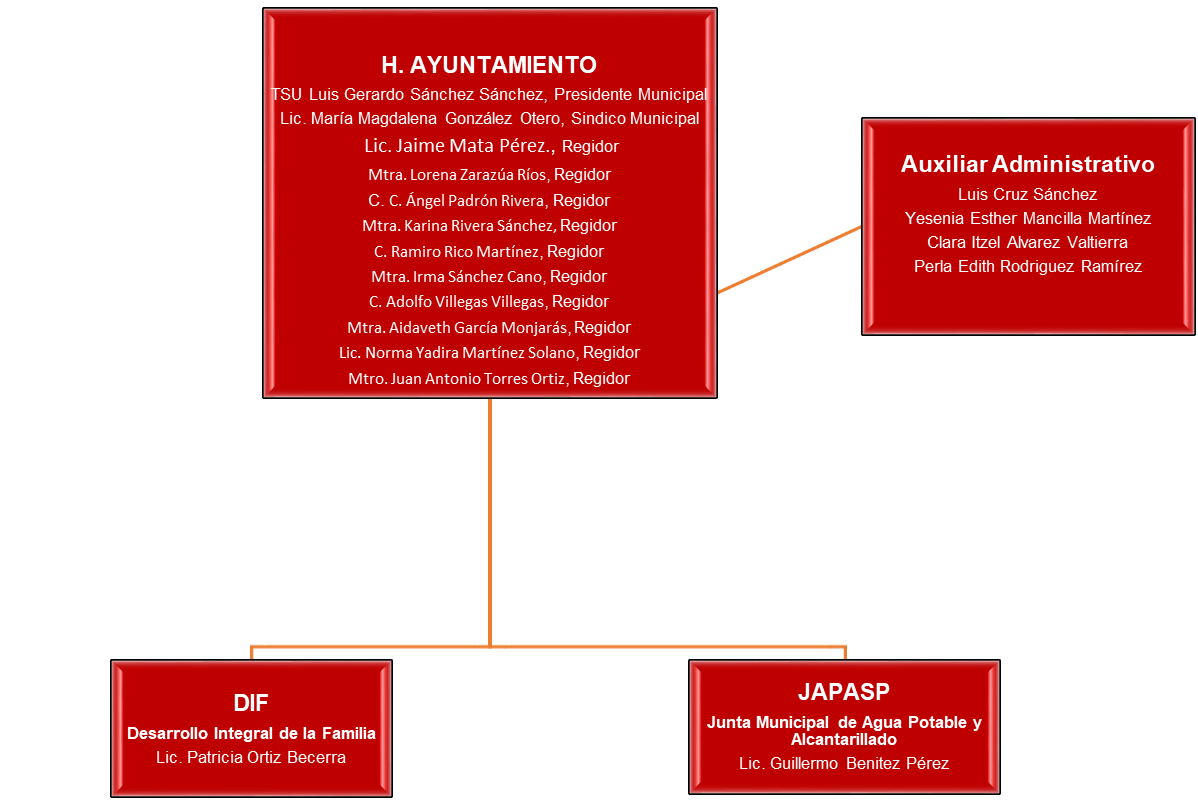 H. AYUNTAMIENTO
TSU Luis Gerardo Sánchez Sánchez, Presidente Municipal
Lic. María Magdalena González Otero, Sindico Municipal
Lic. Jaime Mata Pérez., Regidor
Mtra. Lorena Zarazúa Ríos, Regidor
C. C. Ángel Padrón Rivera, Regidor
Mtra. Karina Rivera Sánchez, Regidor
C. Ramiro Rico Martínez, Regidor
Mtra. Irma Sánchez Cano, Regidor
C. Adolfo Villegas Villegas, Regidor
Mtra. Aidaveth García Monjarás, Regidor
Lic. Norma Yadira Martínez Solano, Regidor
Mtro. Juan Antonio Torres Ortiz, Regidor
Auxiliar Administrativo
Luis Cruz Sánchez
Yesenia Esther Mancilla Martínez
Clara Itzel Alvarez Valtierra
Perla Edith Rodriguez Ramírez
DIF
Desarrollo Integral de la Familia
Lic. Patricia Ortiz Becerra
JAPASP
Junta Municipal de Agua Potable y
Alcantarillado
Lic. Guillermo Benitez Pérez